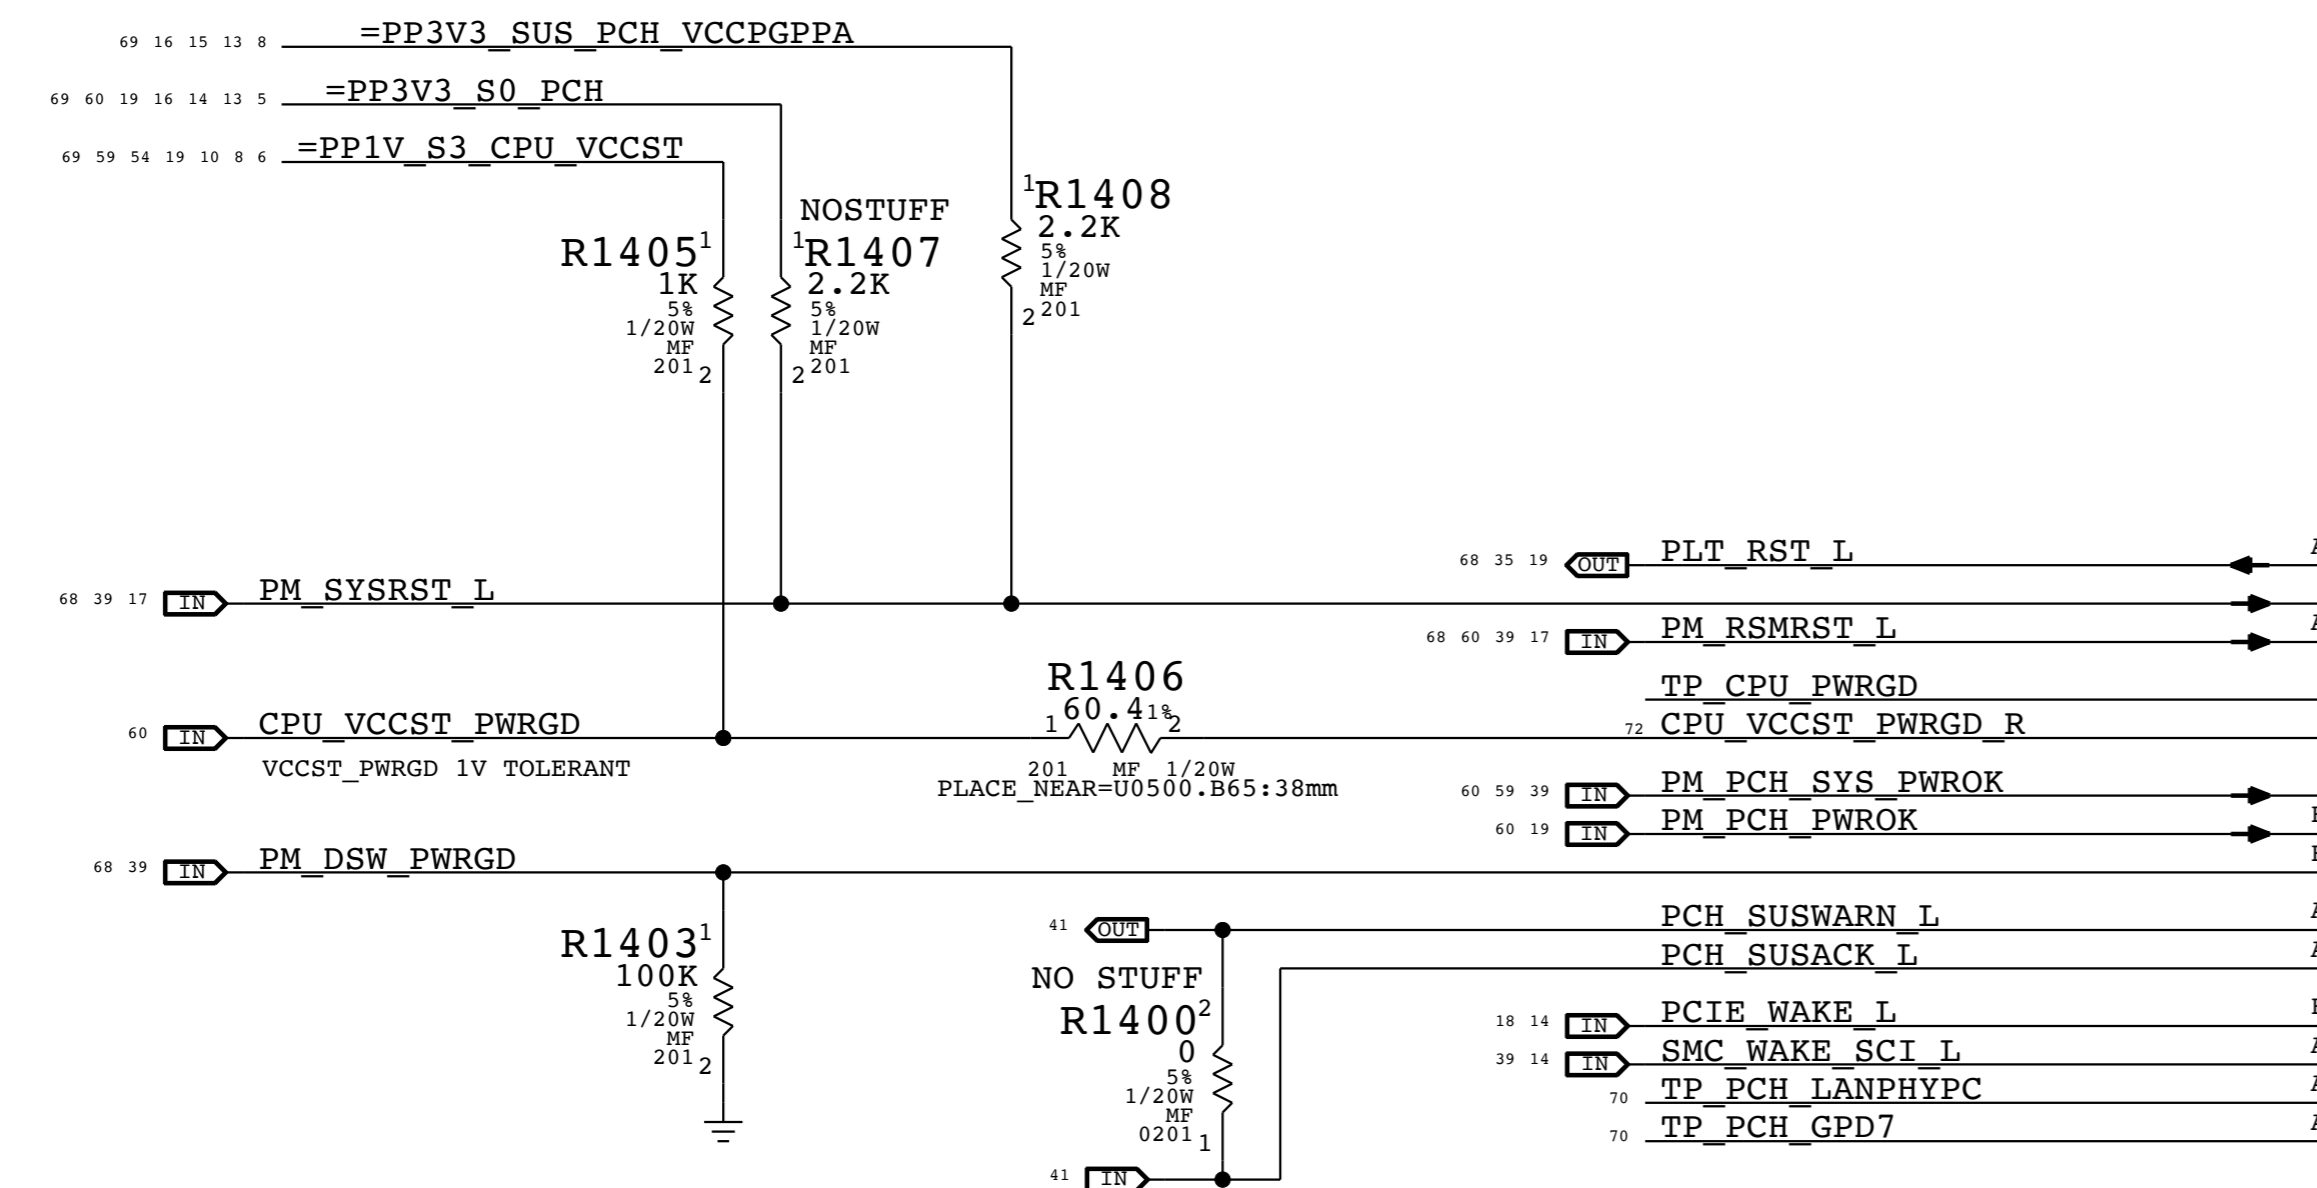 69 16 15 13 8 =PP3V3_SUS_PCH_VCCPGPPA
69 60 19 16 14 13 5 =PP3V3_S0_PCH
69 59 54 19 10 8 6 =PP1V_S3_CPU_VCCST
1
R1408
2.2K
5%
1/20W
MF
201
2
NOSTUFF
1
R1407
2.2K
5%
1/20W
MF
201
2
R1405
1
1K
5%
1/20W
MF
201
2
68 39 17 IN PM_SYSRST_L
68 35 19 OUT PLT_RST_L
68 60 39 17 IN PM_RSMRST_L
TP_CPU_PWRGD
R1406
60.4
1%
1
2
60 IN CPU_VCCST_PWRGD
72 CPU_VCCST_PWRGD_R
VCCST_PWRGD 1V TOLERANT
201 MF 1/20W
PLACE_NEAR=U0500.B65:38mm
60 59 39 IN PM_PCH_SYS_PWROK
60 19 IN PM_PCH_PWROK
68 39 IN PM_DSW_PWRGD
R1403
1
100K
5%
1/20W
MF
201
2
41 OUT PCH_SUSWARN_L
PCH_SUSACK_L
NO STUFF
R1400
2
0
5%
1/20W
MF
0201
1
41 IN
18 14 IN PCIE_WAKE_L
39 14 IN SMC_WAKE_SCI_L
70 TP_PCH_LANPHYPC
70 TP_PCH_GPD7